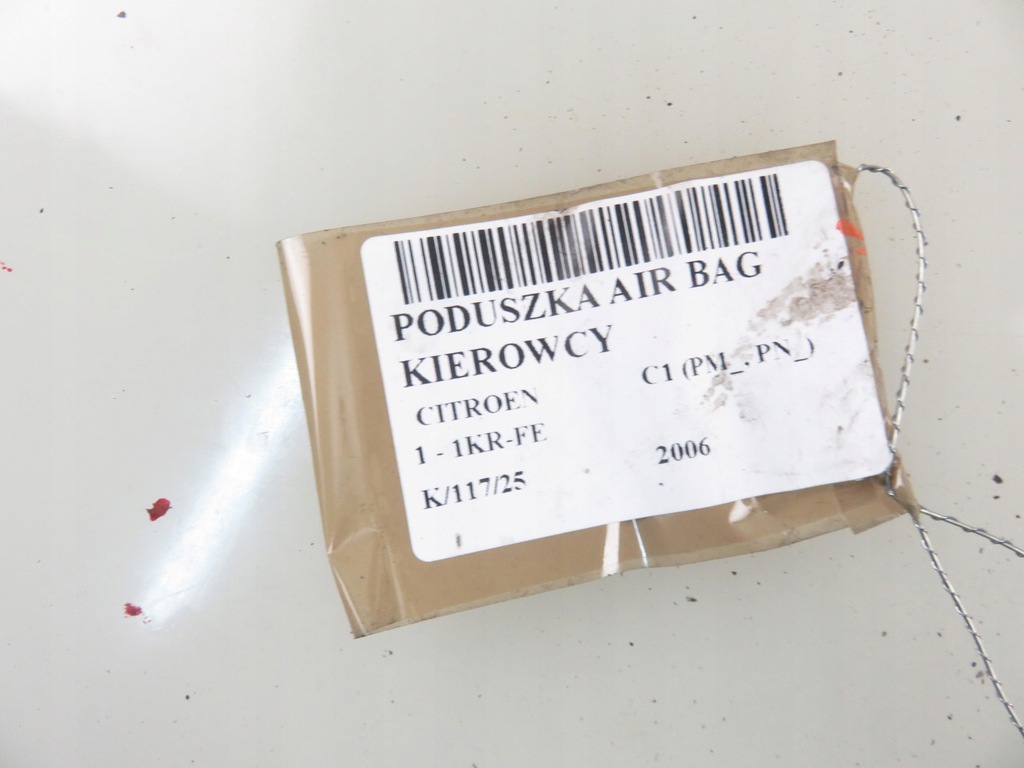 PODUSZKA AIR BAG
KIEROWCY
CITROEN C1 (PM_, PN_)
1 - 1KR-FE
K/117/25 2006